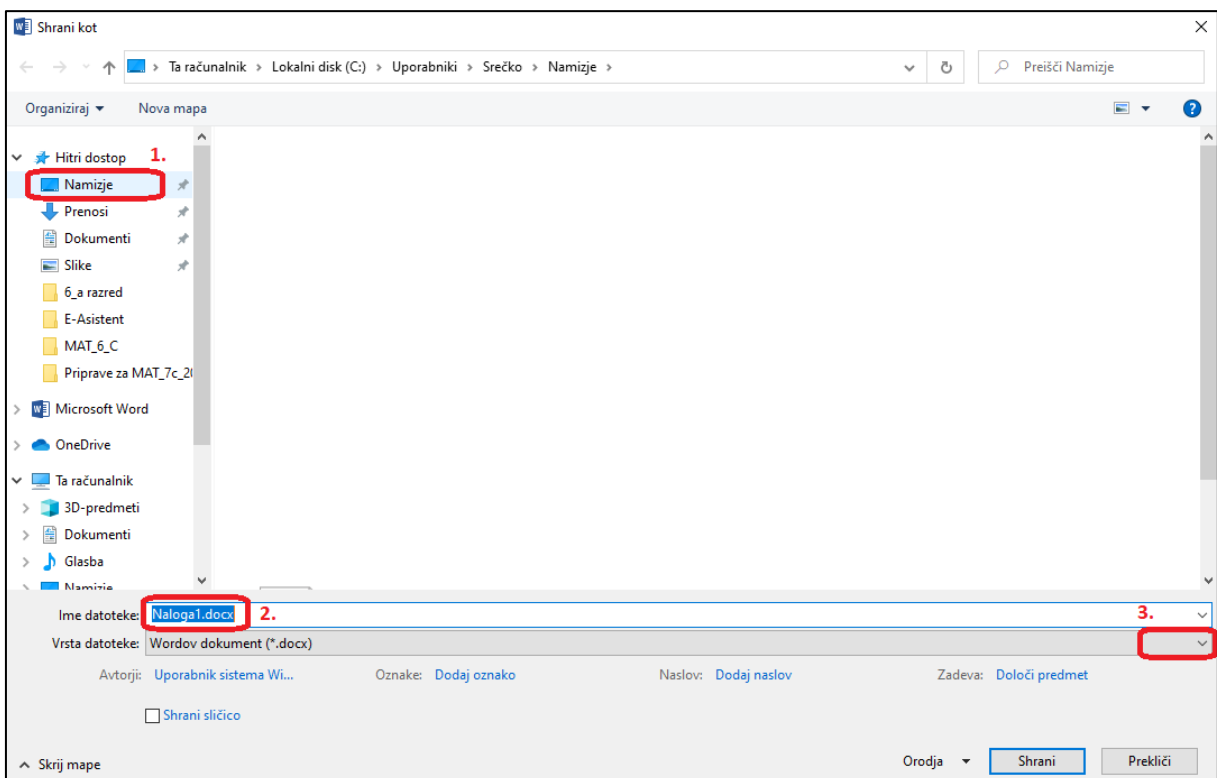 Shrani kot
Ta računalnik > Lokalni disk (C:) > Uporabniki > Srečko > Namizje >
Preišči Namizje
Organiziraj
Nova mapa
?
Hitri dostop
1.
Namizje
Prenosi
Dokumenti
Slike
6_a razred
E-Asistent
MAT_6_C
Priprave za MAT_7c_20
Microsoft Word
OneDrive
Ta računalnik
3D-predmeti
Dokumenti
Glasba
Namizje
Ime datoteke: Naloga1.docx 2.
3.
Vrsta datoteke: Wordov dokument (*.docx)
Avtorji: Uporabnik sistema Wi... Oznake: Dodaj oznako Naslov: Dodaj naslov Zadeva: Določi predmet
Shrani sličico
Skrij mape
Orodja Shrani Prekliči